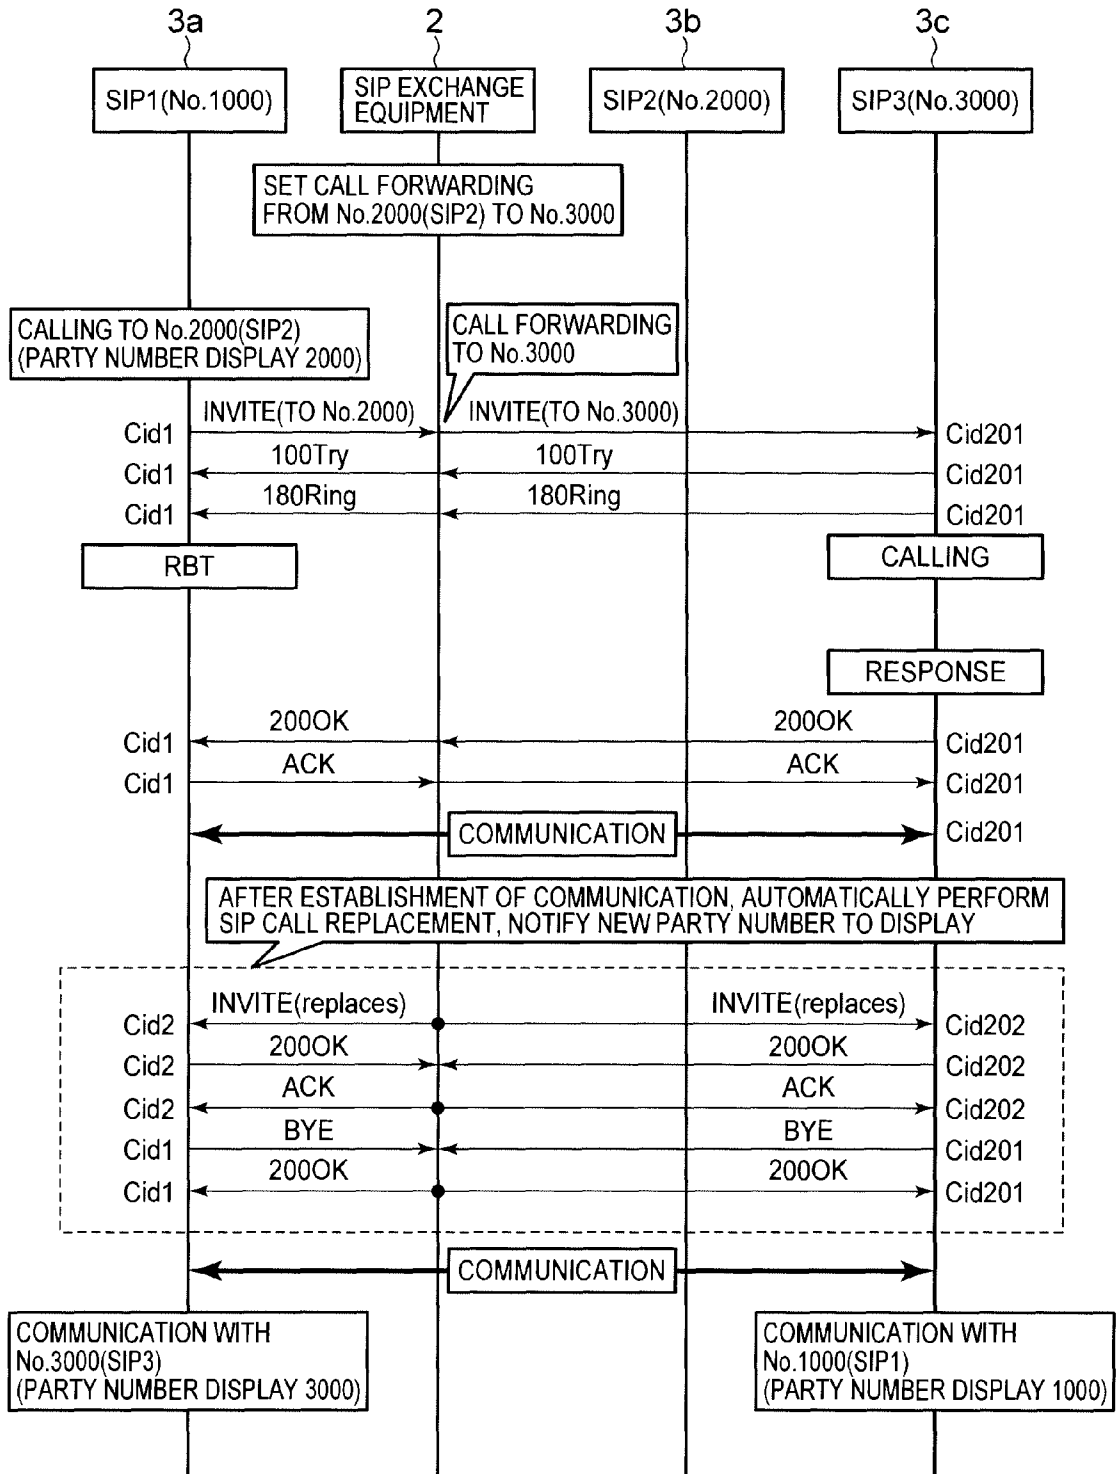 3a 2 3b 3c
SIP1(No.1000) SIP EXCHANGE SIP2(No.2000) SIP3(No.3000)
EQUIPMENT
SET CALL FORWARDING
FROM No.2000(SIP2) TO No.3000
CALLING TO No.2000(SIP2)
(PARTY NUMBER DISPLAY 2000)
CALL FORWARDING
TO No.3000
INVITE(TO No.2000) INVITE(TO No.3000)
Cid1 Cid201
100Try 100Try
Cid1 Cid201
180Ring 180Ring
Cid1 Cid201
RBT CALLING
RESPONSE
200OK 200OK
Cid1 Cid201
ACK ACK
Cid1 Cid201
COMMUNICATION Cid201
AFTER ESTABLISHMENT OF COMMUNICATION, AUTOMATICALLY PERFORM
SIP CALL REPLACEMENT, NOTIFY NEW PARTY NUMBER TO DISPLAY
INVITE(replaces) INVITE(replaces)
Cid2 Cid202
200OK 200OK
Cid2 Cid202
ACK ACK
Cid2 Cid202
BYE BYE
Cid1 Cid201
200OK 200OK
Cid1 Cid201
COMMUNICATION
COMMUNICATION WITH
No.3000(SIP3)
(PARTY NUMBER DISPLAY 3000)
COMMUNICATION WITH
No.1000(SIP1)
(PARTY NUMBER DISPLAY 1000)